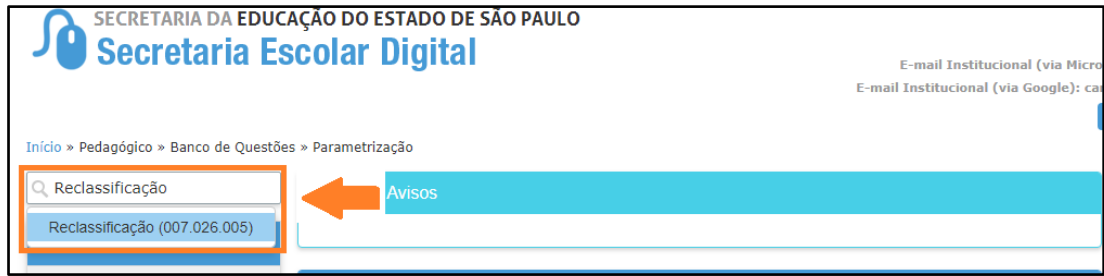 SECRETARIA DA EDUCAÇÃO DO ESTADO DE SÃO PAULO
Secretaria Escolar Digital
E-mail Institucional (via Micro
E-mail Institucional (via Google): ca
Início » Pedagógico » Banco de Questões » Parametrização
Reclassificação
Avisos
Reclassificação (007.026.005)